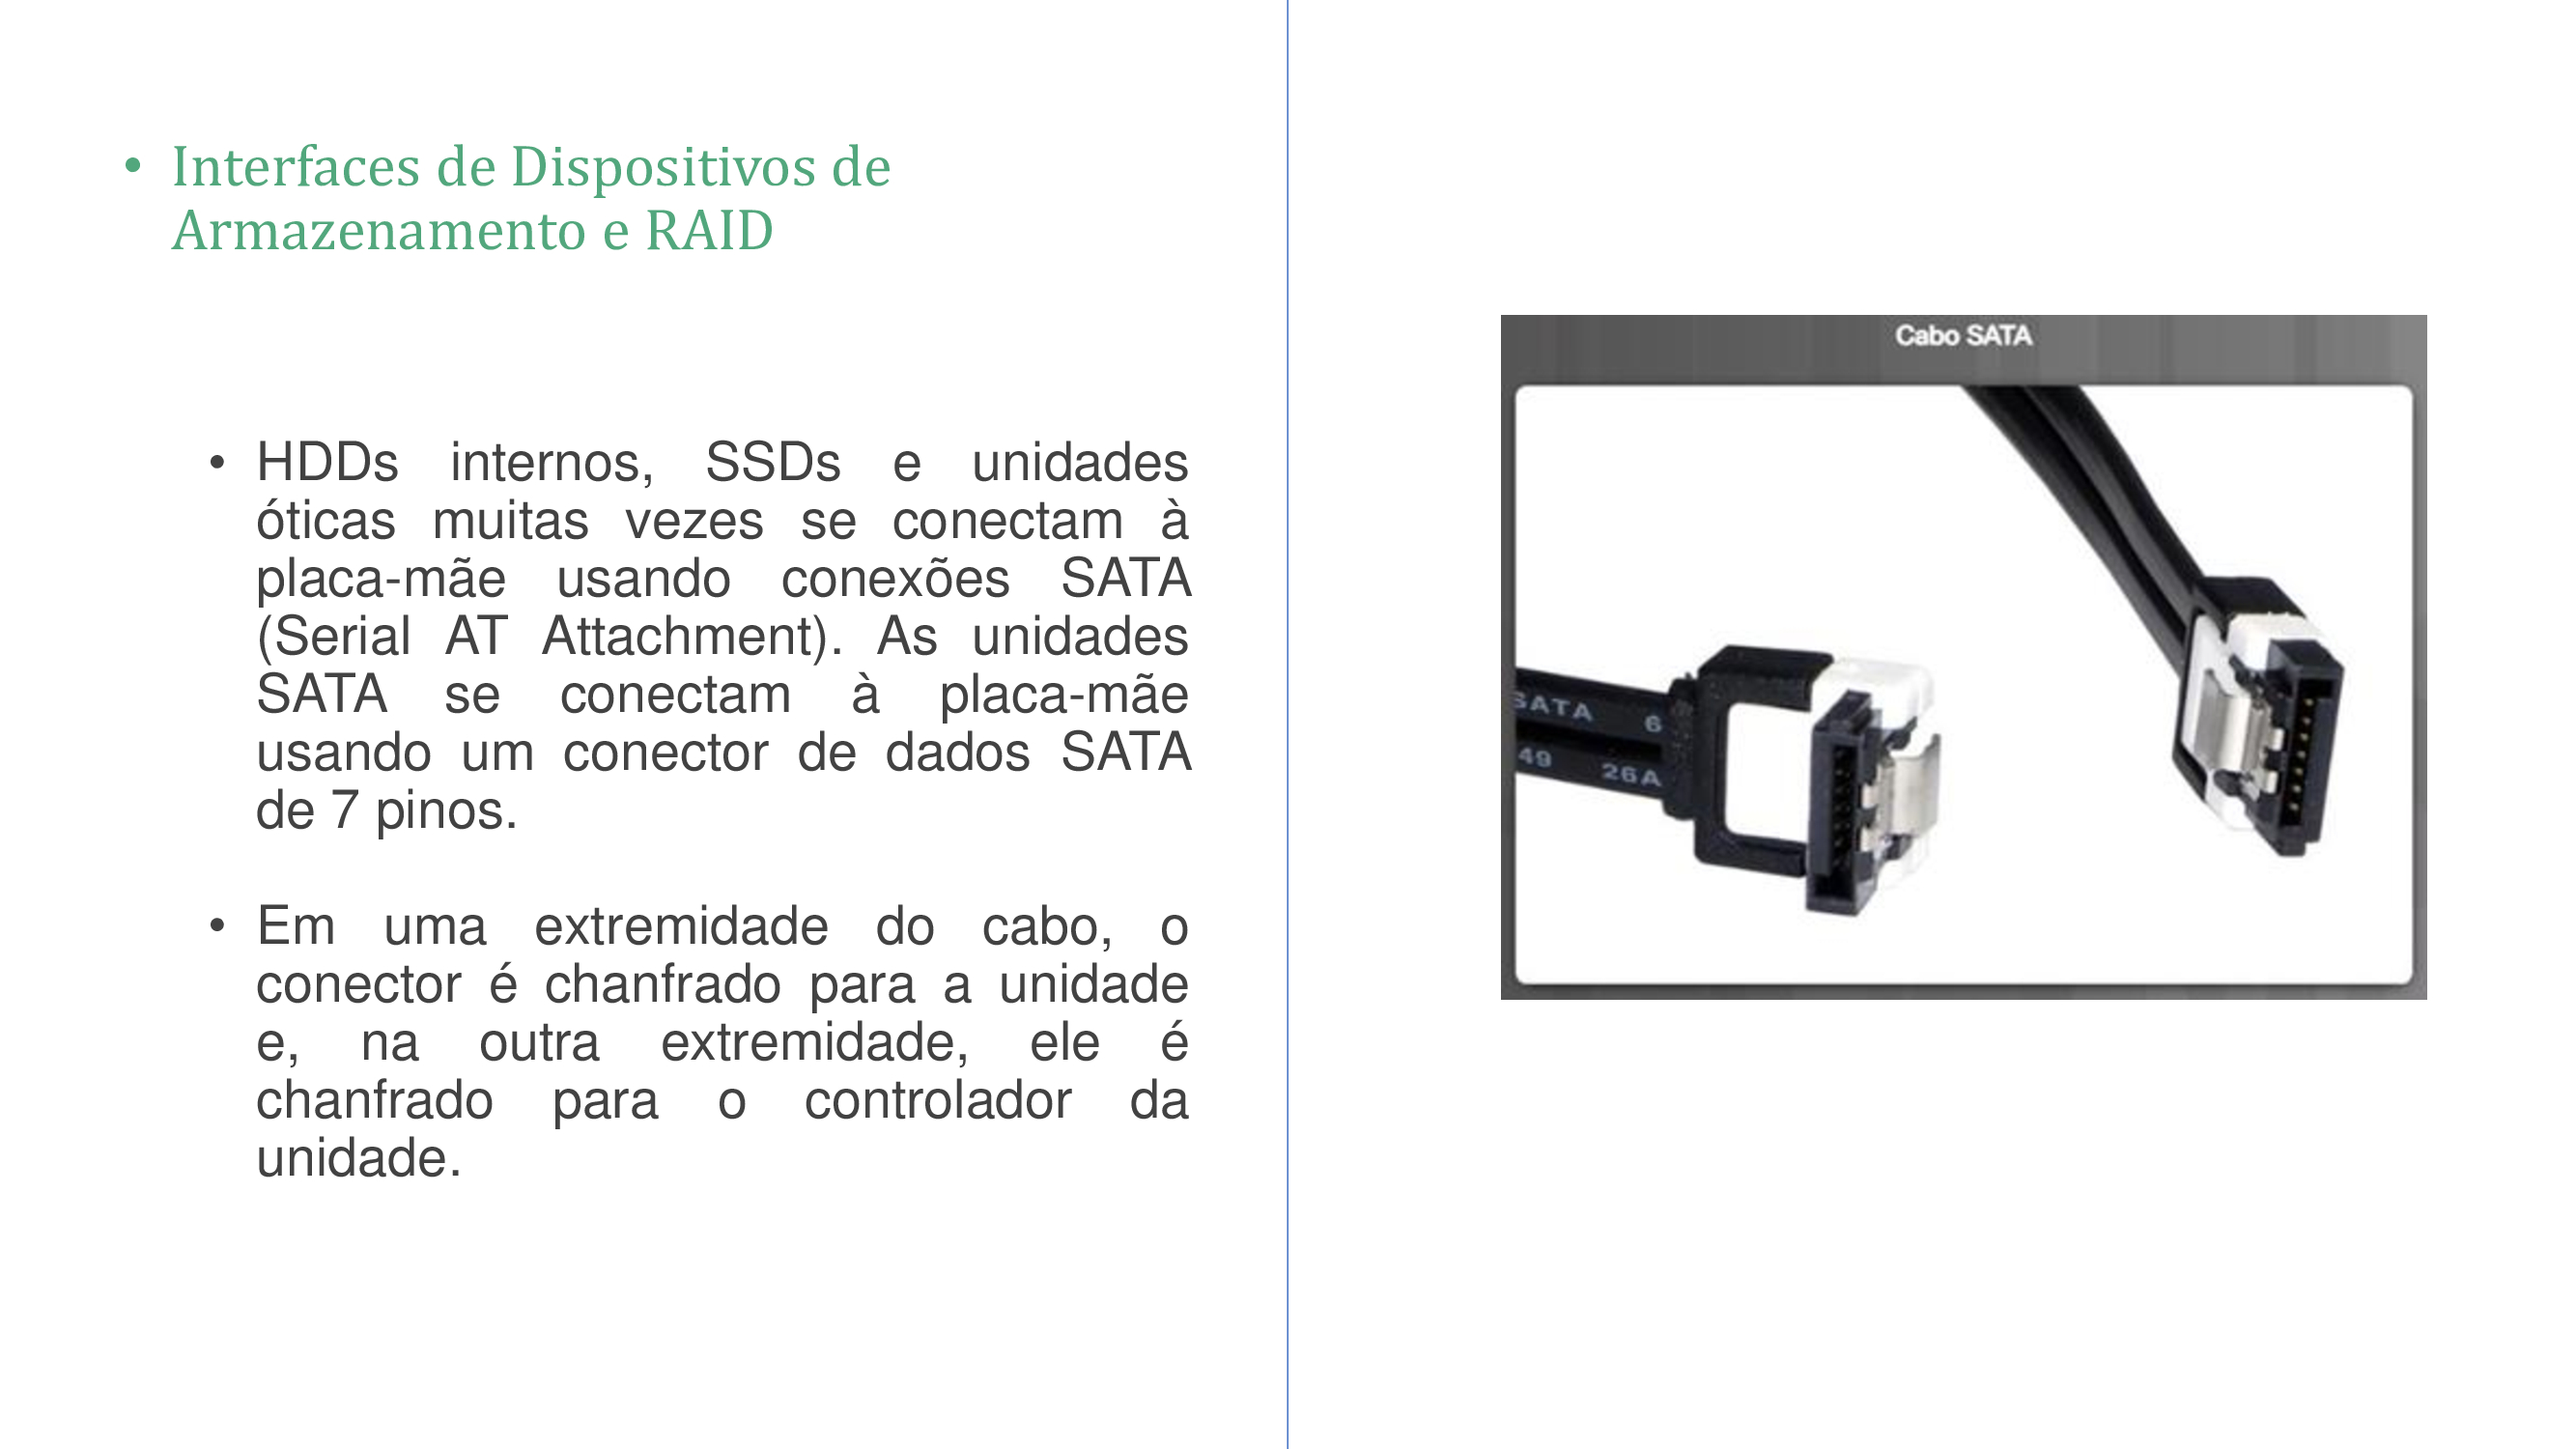 • Interfaces de Dispositivos de
Armazenamento e RAID
• HDDs internos, SSDs e unidades
óticas muitas vezes se conectam à
placa-mãe usando conexões SATA
(Serial AT Attachment). As unidades
SATA se conectam à placa-mãe
usando um conector de dados SATA
de 7 pinos.
• Em uma extremidade do cabo, o
conector é chanfrado para a unidade
e, na outra extremidade, ele é
chanfrado para o controlador da
unidade.
Cabo SATA
SATA 6
49 26A